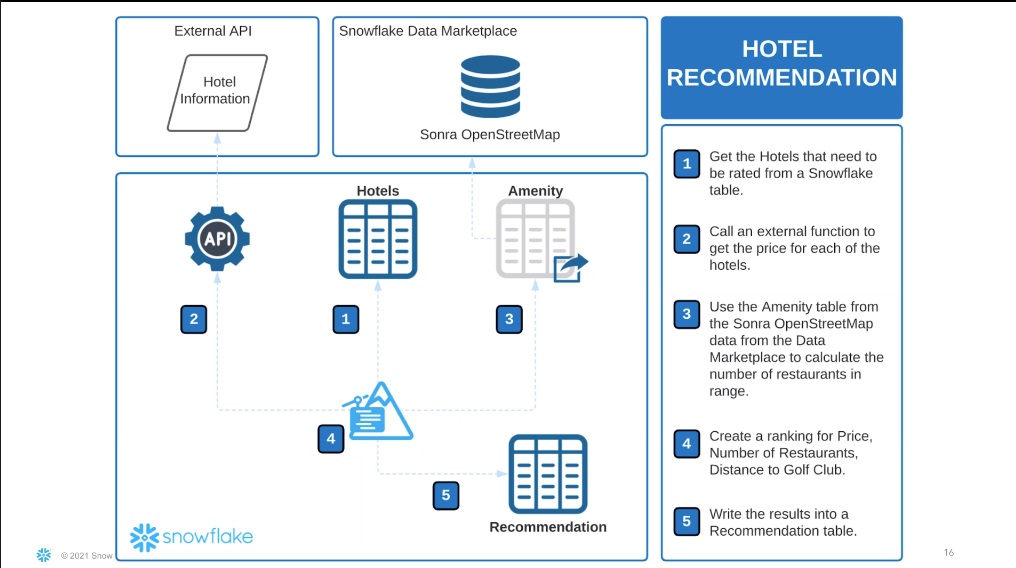 External API
Hotel
Information
Snowflake Data Marketplace
Sonra OpenStreetMap
HOTEL
RECOMMENDATION
API
Hotels
Amenity
2
1
3
4
5
Recommendation
snowflake
1
Get the Hotels that need to
be rated from a Snowflake
table.
2
Call an external function to
get the price for each of the
hotels.
3
Use the Amenity table from
the Sonra OpenStreetMap
data from the Data
Marketplace to calculate the
number of restaurants in
range.
4
Create a ranking for Price,
Number of Restaurants,
Distance to Golf Club.
5
Write the results into a
Recommendation table.
© 2021 Snow
16